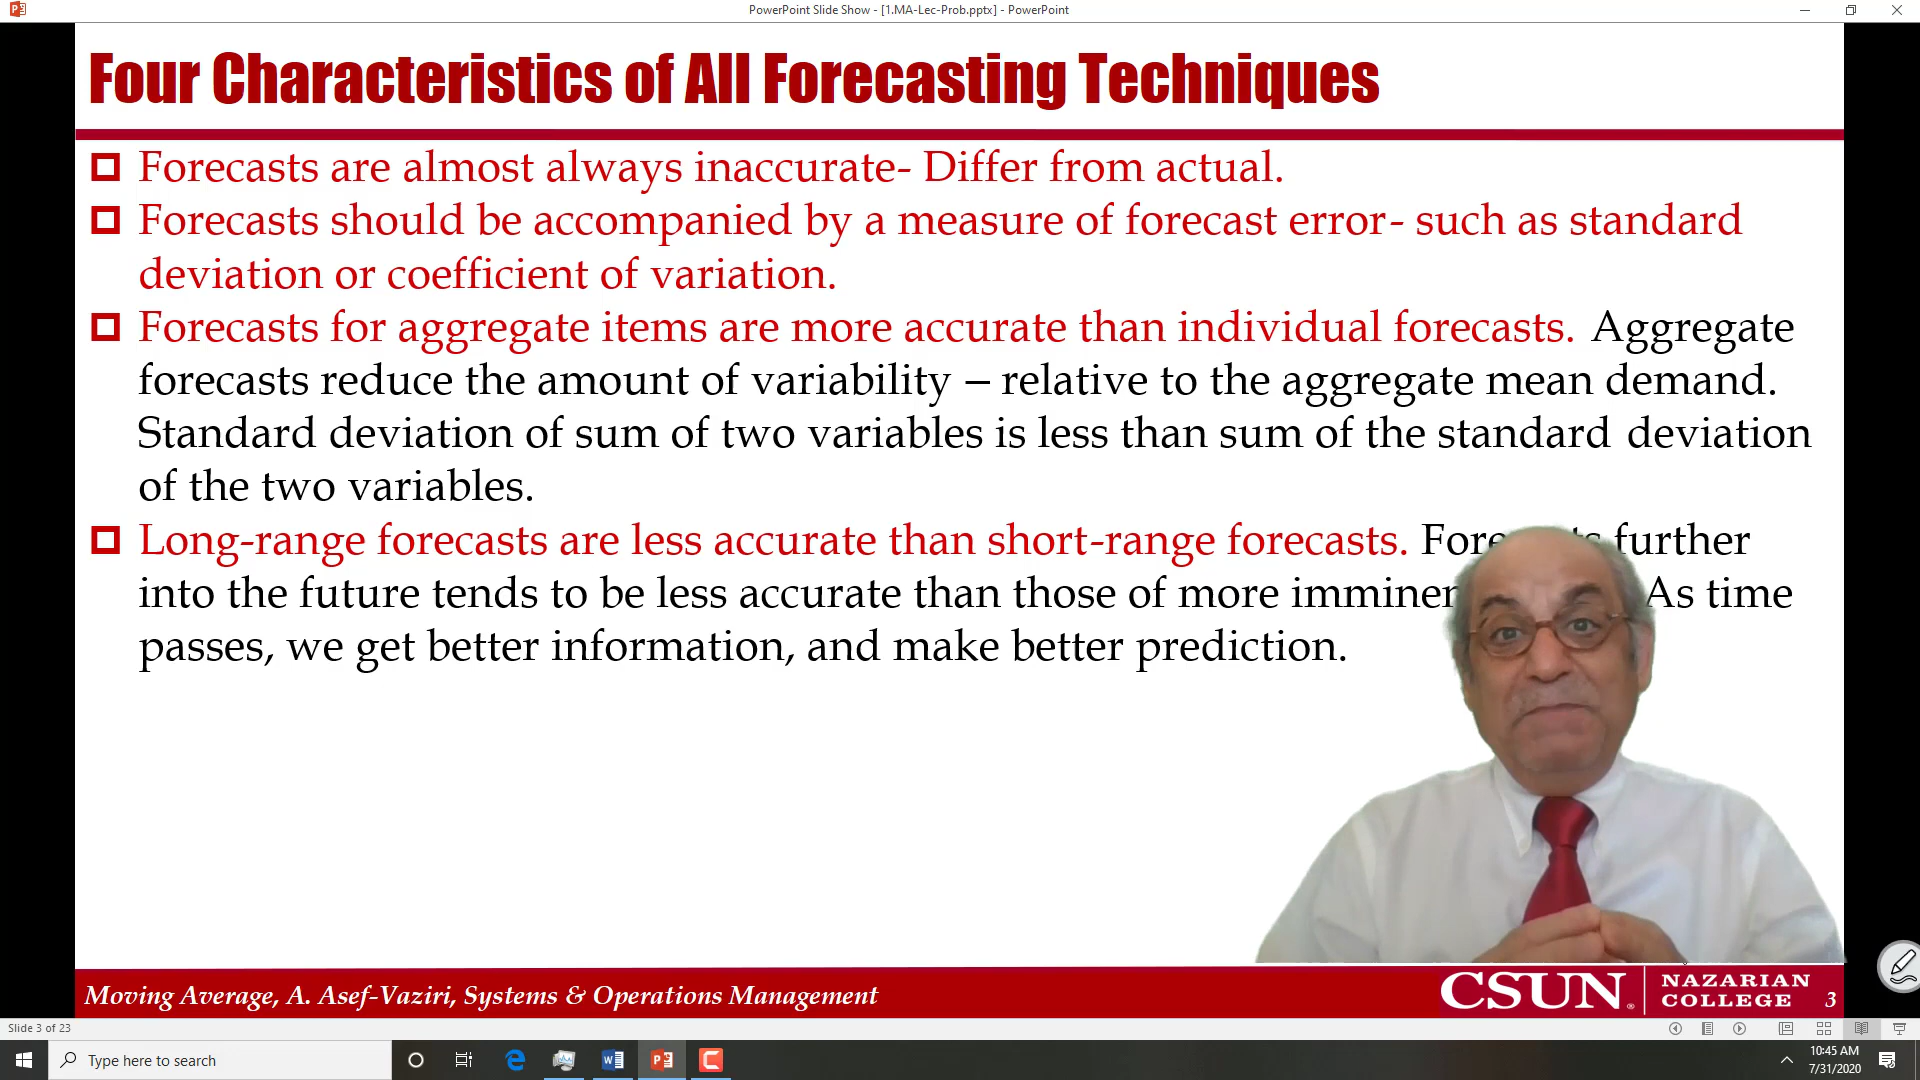 PowerPoint Slide Show - [1.MA-Lec-Prob.pptx] - PowerPoint
Four Characteristics of All Forecasting Techniques
Forecasts are almost always inaccurate- Differ from actual.
Forecasts should be accompanied by a measure of forecast error- such as standard
deviation or coefficient of variation.
Forecasts for aggregate items are more accurate than individual forecasts. Aggregate
forecasts reduce the amount of variability – relative to the aggregate mean demand.
Standard deviation of sum of two variables is less than sum of the standard deviation
of the two variables.
Long-range forecasts are less accurate than short-range forecasts. further
into the future tends to be less accurate than those of more As time
passes, we get better information, and make better prediction.
Moving Average, A. Asef-Vaziri, Systems & Operations Management
CSUN NAZARIAN
COLLEGE 3
Slide 3 of 23
Type here to search
10:45 AM
7/31/2020